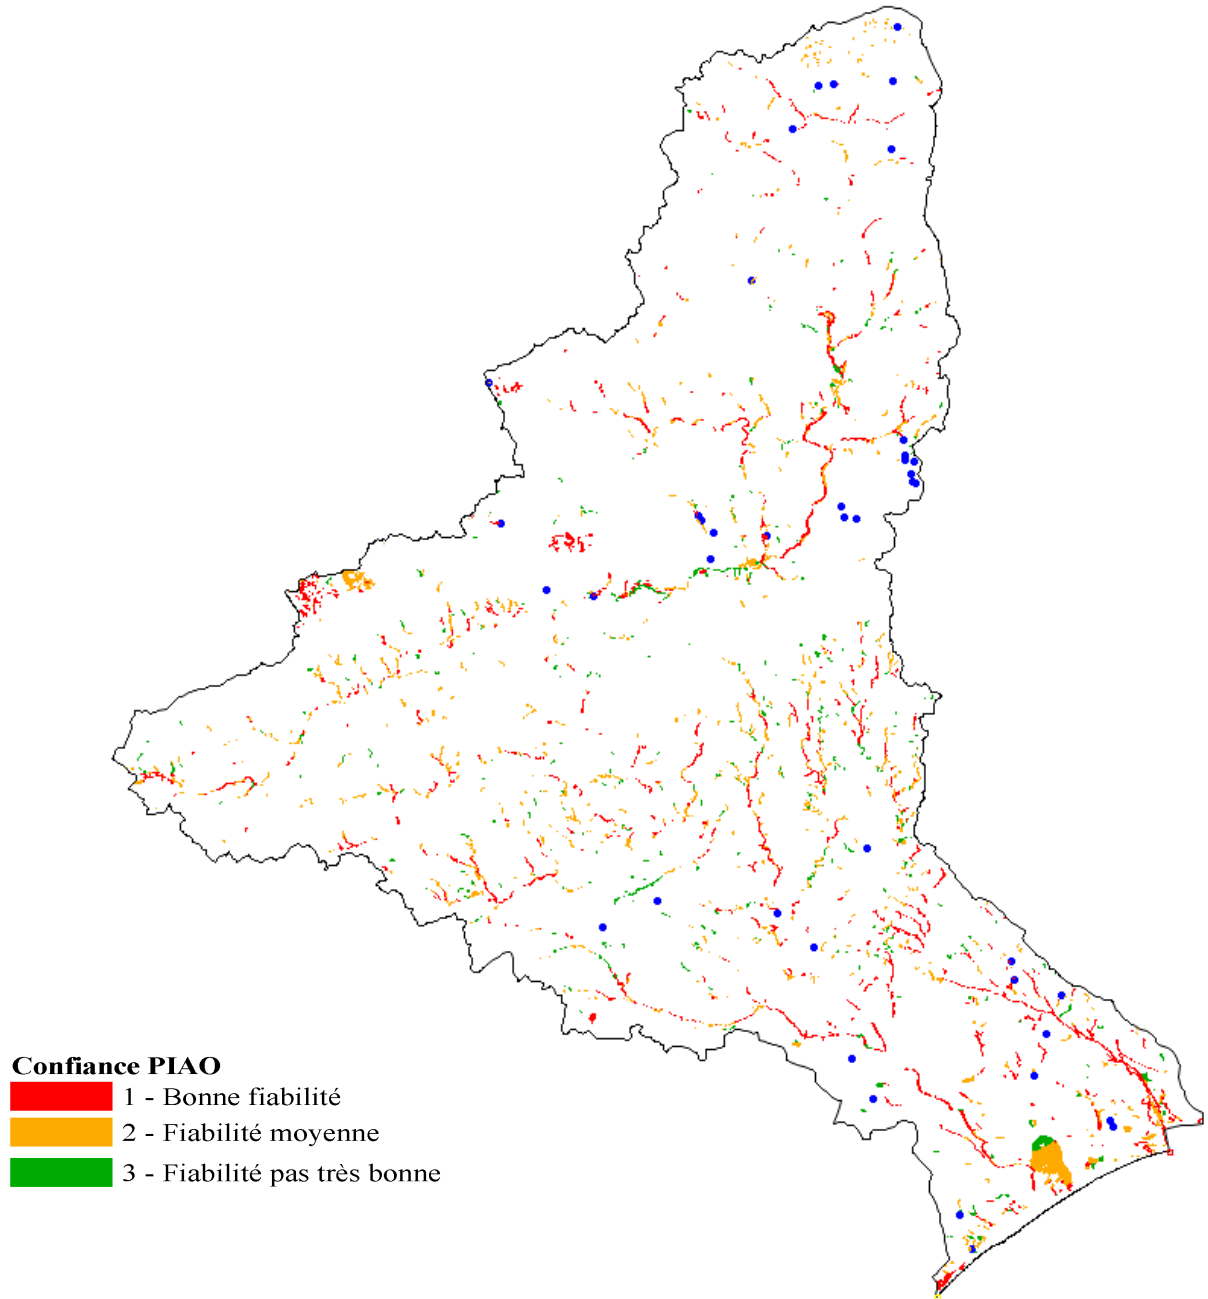 Confiance PIAO
1 - Bonne fiabilité
2 - Fiabilité moyenne
3 - Fiabilité pas très bonne